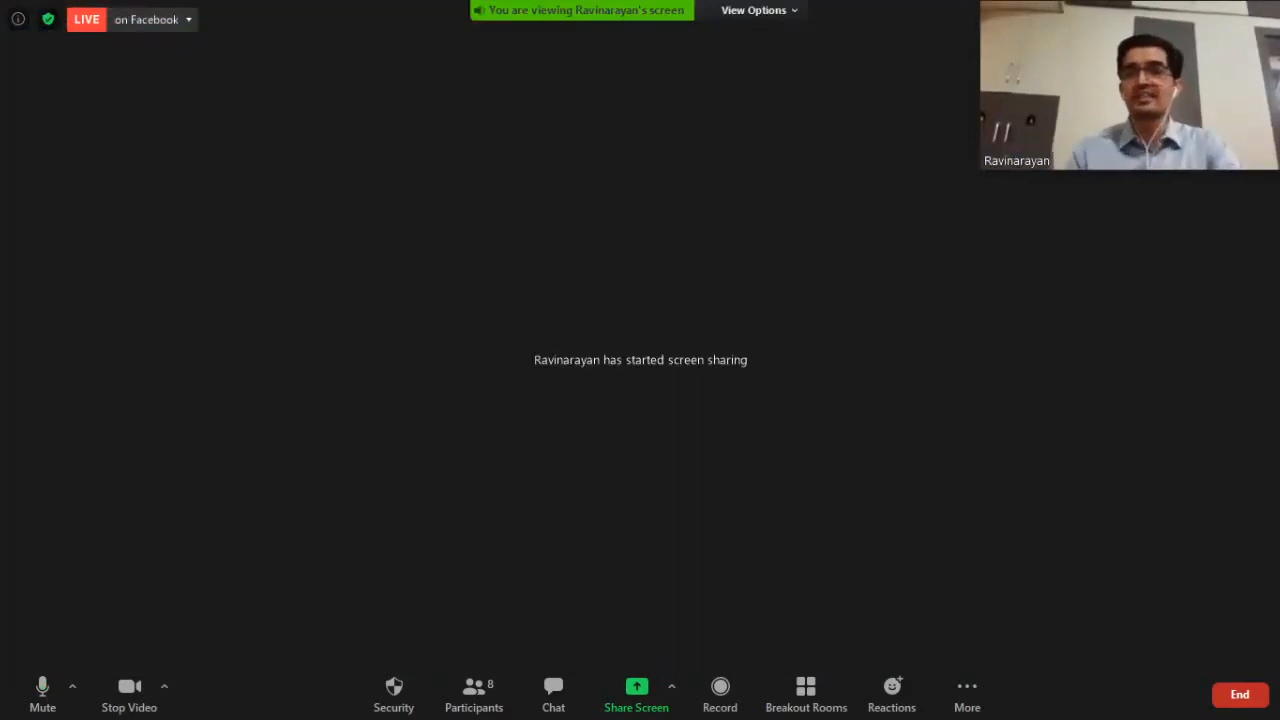 LIVE on Facebook
You are viewing Ravinarayan's screen
View Options
Ravinarayan
Ravinarayan has started screen sharing
Mute
Stop Video
Security
8
Participants
Chat
Share Screen
Record
Breakout Rooms
Reactions
More
End